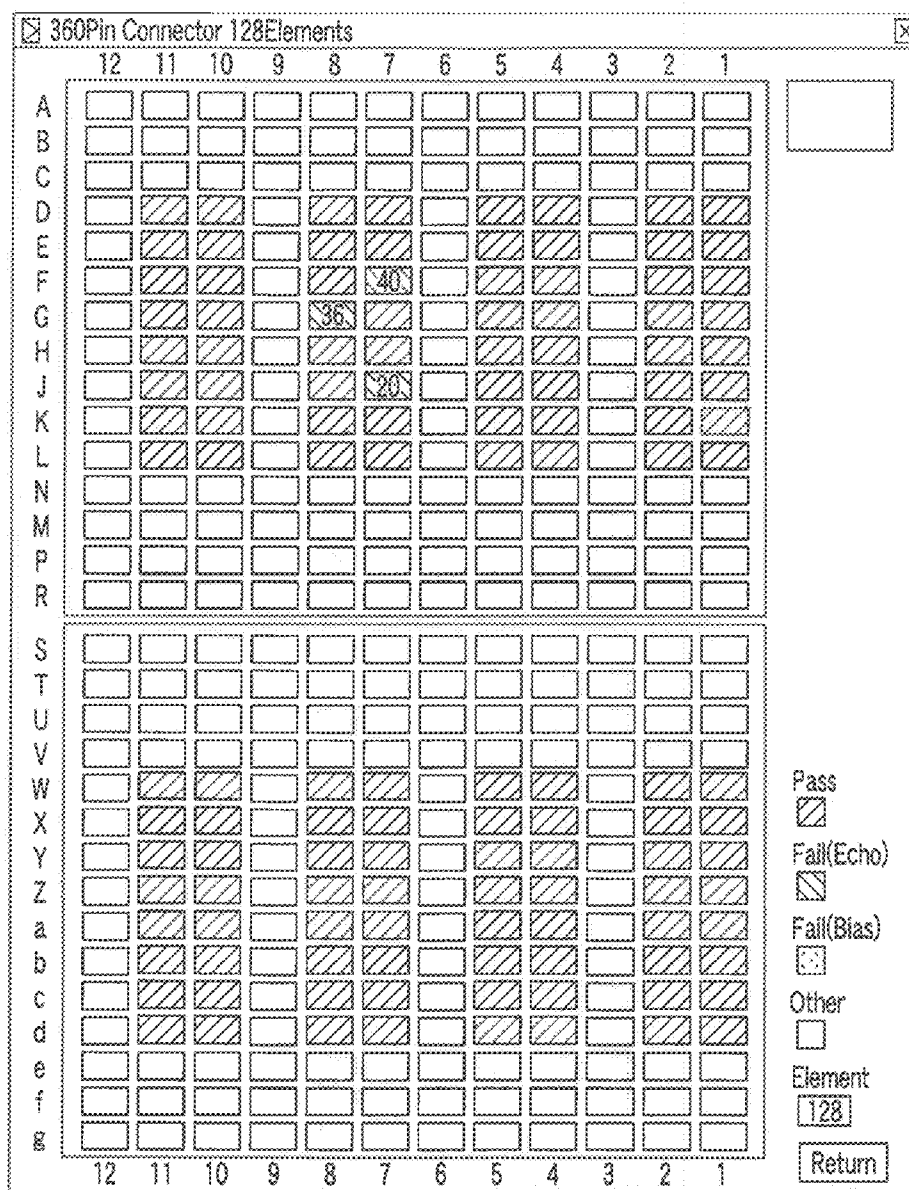 360Pin Connector 128Elements
12 11 10 9 8 7 6 5 4 3 2 1
A
B
C
D
E
F 40
G 36
H
J 20
K
L
N
M
P
R
S
T
U
V
W
X
Y
Z
a
b
c
d
e
f
g
12 11 10 9 8 7 6 5 4 3 2 1
Pass
Fail(Echo)
Fail(Bias)
Other
Element
128
Return